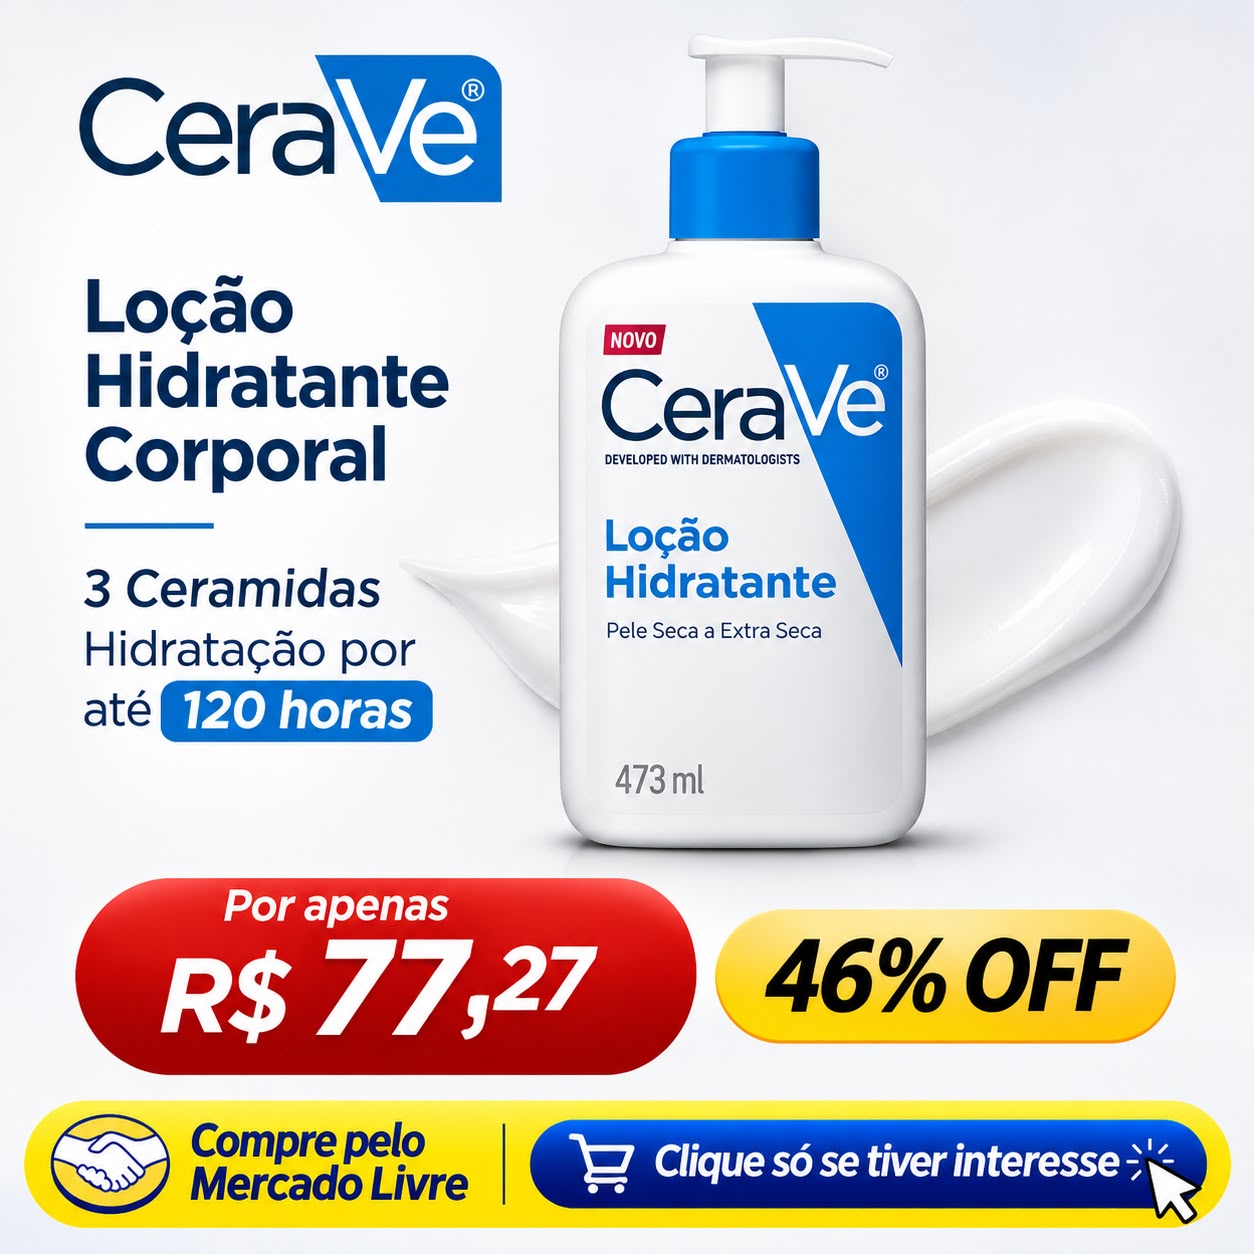 CeraVe®
Loção
Hidratante
Corporal
3 Ceramidas
Hidratação por
até 120 horas
NOVO
CeraVe®
DEVELOPED WITH DERMATOLOGISTS
Loção
Hidratante
Pele Seca a Extra Seca
473 ml
Por apenas
R$ 77,27
46% OFF
Compre pelo
Mercado Livre
Clique só se tiver interesse